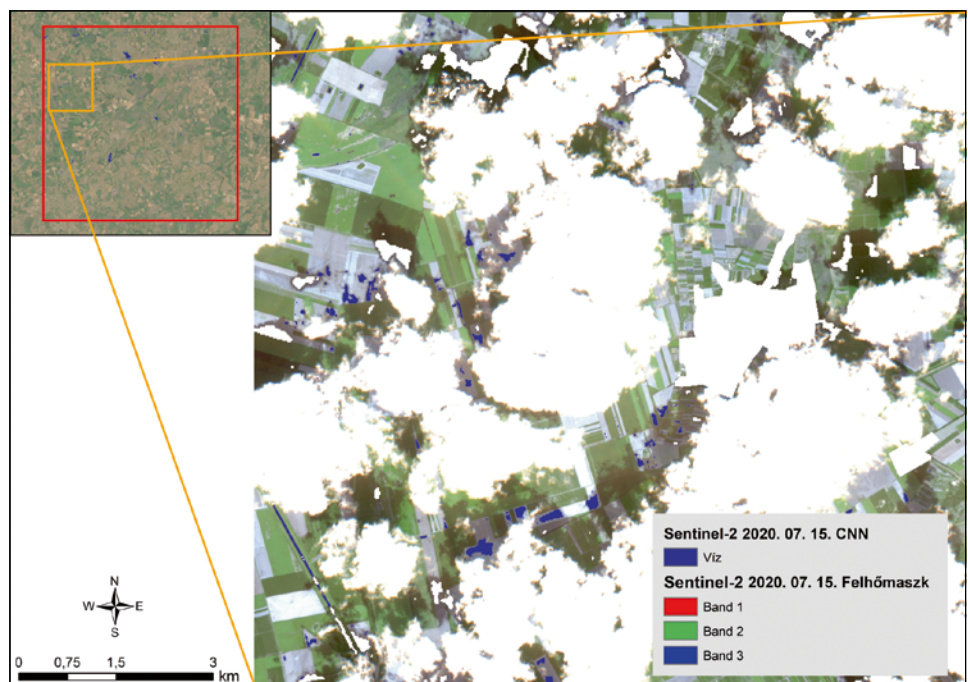 Sentinel-2 2020. 07. 15. CNN
Víz
Sentinel-2 2020. 07. 15. Felhőmaszk
Band 1
Band 2
Band 3
N
W E
S
0 0,75 1,5 3
km